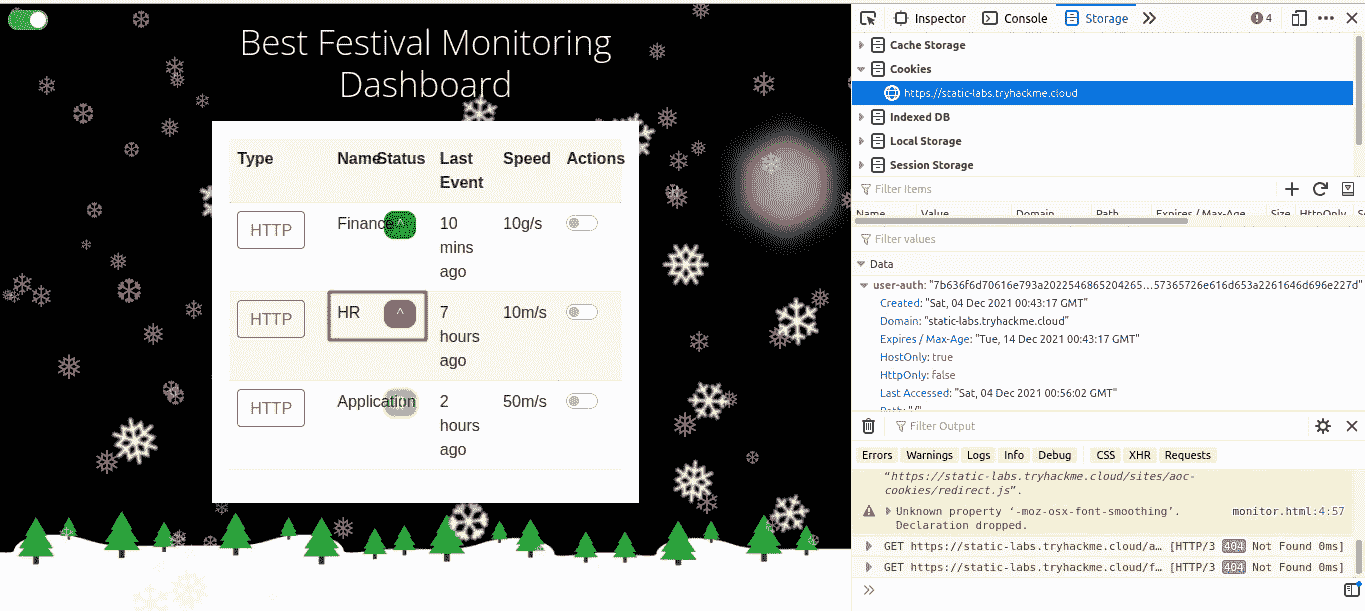 Best Festival Monitoring
Dashboard
Type Name Status Last Event Speed Actions
HTTP Finance ^ 10 mins ago 10g/s
HTTP HR ^ 7 hours ago 10m/s
HTTP Application 2 hours ago 50m/s
Inspector Console Storage 4
Cache Storage
Cookies
https://static-labs.tryhackme.cloud
Indexed DB
Local Storage
Session Storage
Filter Items
Name Value Domain Path Expires / Max-Age Size HttpOnly
Filter values
Data
user-auth: "7b636f6d70616e793a2022546865204265…57365726e616d653a2261646d696e227d"
Created: "Sat, 04 Dec 2021 00:43:17 GMT"
Domain: "static-labs.tryhackme.cloud"
Expires / Max-Age: "Tue, 14 Dec 2021 00:43:17 GMT"
HostOnly: true
HttpOnly: false
Last Accessed: "Sat, 04 Dec 2021 00:56:02 GMT"
Path: "/"
Filter Output
Errors Warnings Logs Info Debug CSS XHR Requests
“https://static-labs.tryhackme.cloud/sites/aoc-
cookies/redirect.js”.
Unknown property ‘-moz-osx-font-smoothing’. monitor.html:4:57
Declaration dropped.
GET https://static-labs.tryhackme.cloud/a… [HTTP/3 404 Not Found 0ms]
GET https://static-labs.tryhackme.cloud/f… [HTTP/3 404 Not Found 0ms]